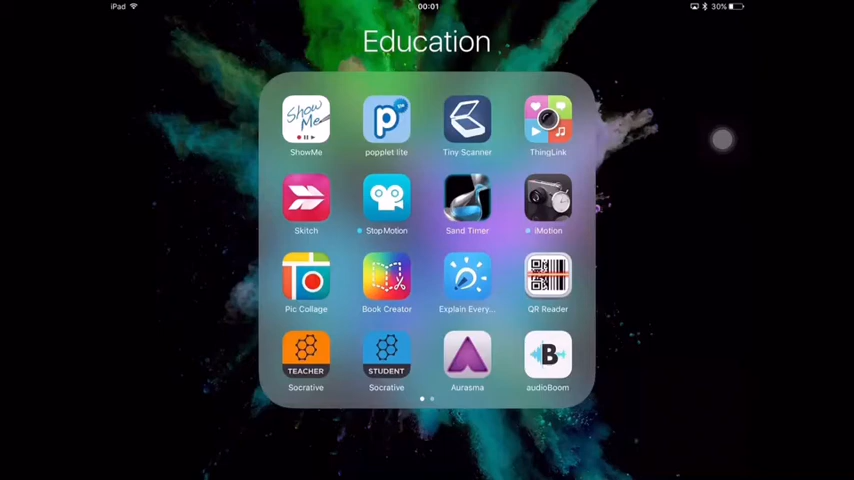 iPad 00:01 30%
Education
Show Me
p lite
ShowMe popplet lite Tiny Scanner ThingLink
Skitch StopMotion Sand Timer iMotion
Pic Collage Book Creator Explain Every... QR Reader
TEACHER STUDENT B
Socrative Socrative Aurasma audioBoom